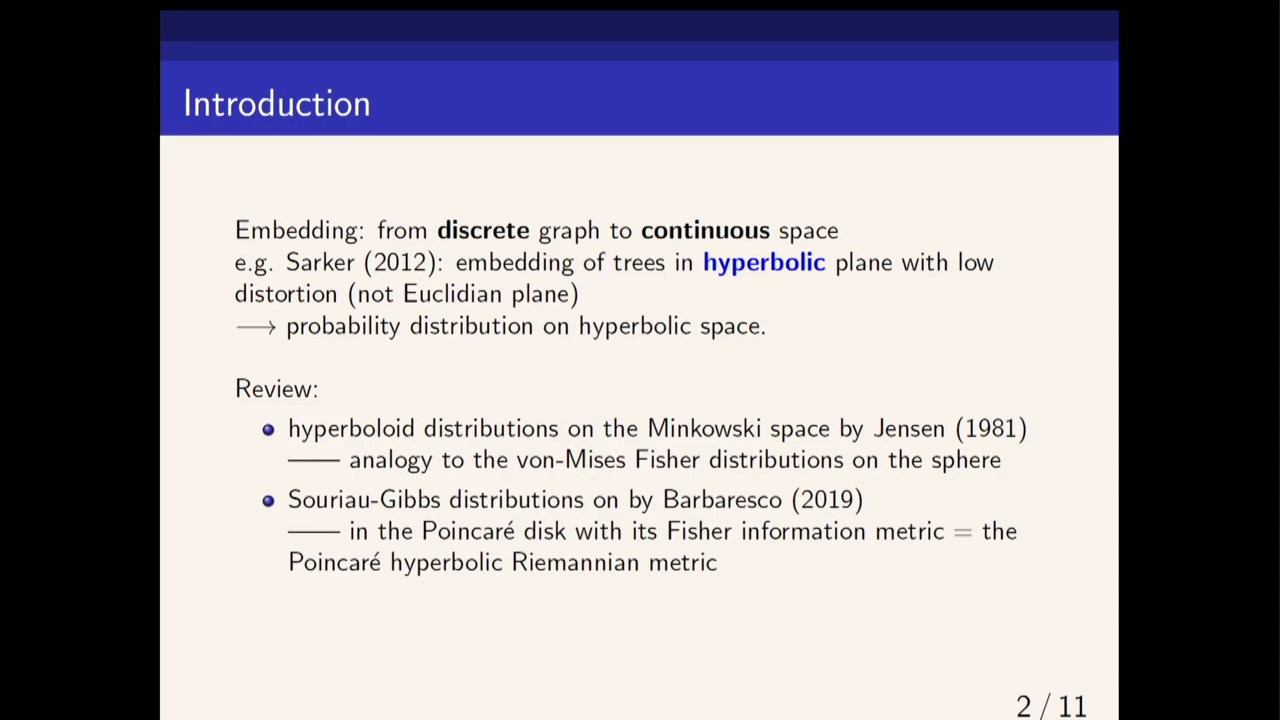 Introduction
Embedding: from discrete graph to continuous space
e.g. Sarker (2012): embedding of trees in hyperbolic plane with low
distortion (not Euclidian plane)
⟶ probability distribution on hyperbolic space.
Review:
hyperboloid distributions on the Minkowski space by Jensen (1981)
—— analogy to the von-Mises Fisher distributions on the sphere
Souriau-Gibbs distributions on by Barbaresco (2019)
—— in the Poincaré disk with its Fisher information metric = the
Poincaré hyperbolic Riemannian metric
2 / 11